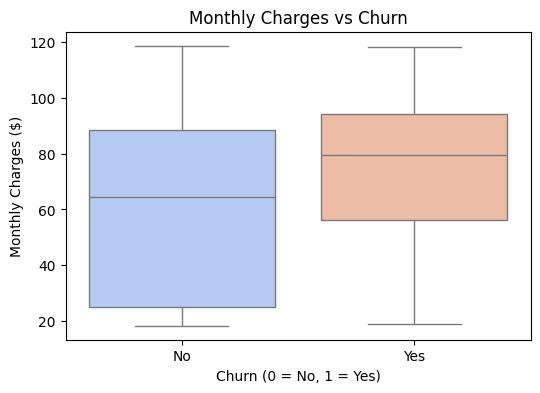 Monthly Charges vs Churn
120
100
80
60
40
20
Monthly Charges ($)
No
Yes
Churn (0 = No, 1 = Yes)